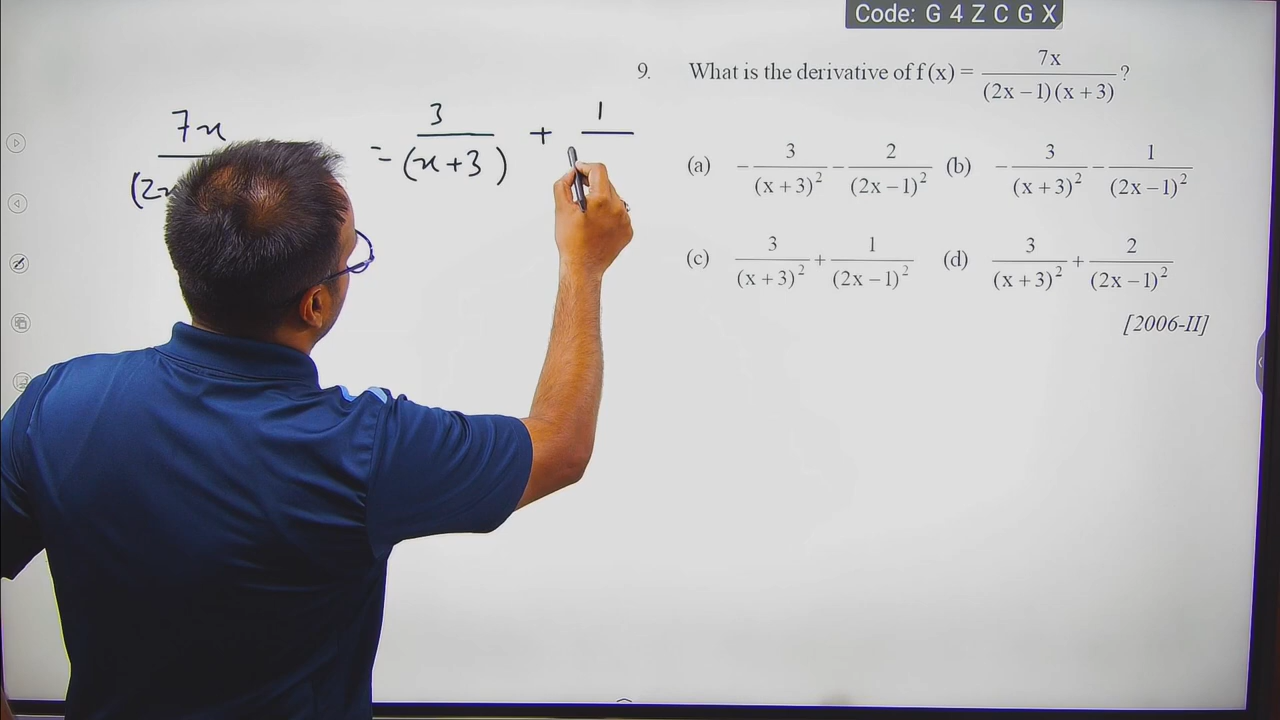 Code: G 4 Z C G X
9. What is the derivative of f(x) = 7x / (2x − 1)(x + 3) ?
(a) − 3/(x + 3)² − 2/(2x − 1)² (b) − 3/(x + 3)² − 1/(2x − 1)²
(c) 3/(x + 3)² + 1/(2x − 1)² (d) 3/(x + 3)² + 2/(2x − 1)²
[2006-II]
7x
(2x
= 3/(x+3) + 1